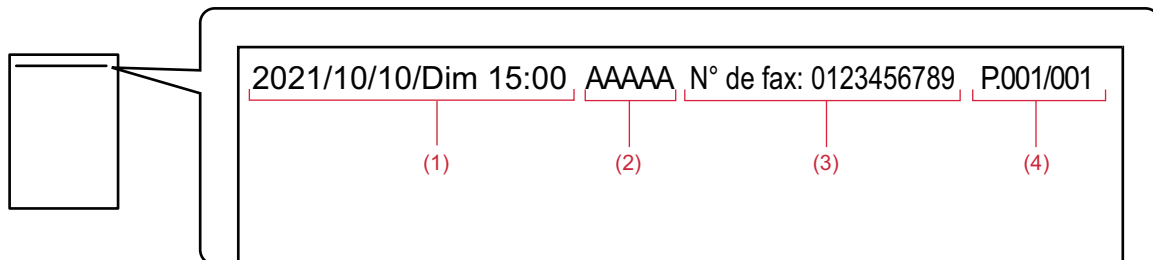 2021/10/10/Dim 15:00 AAAAA N° de fax: 0123456789 P.001/001
(1) (2) (3) (4)